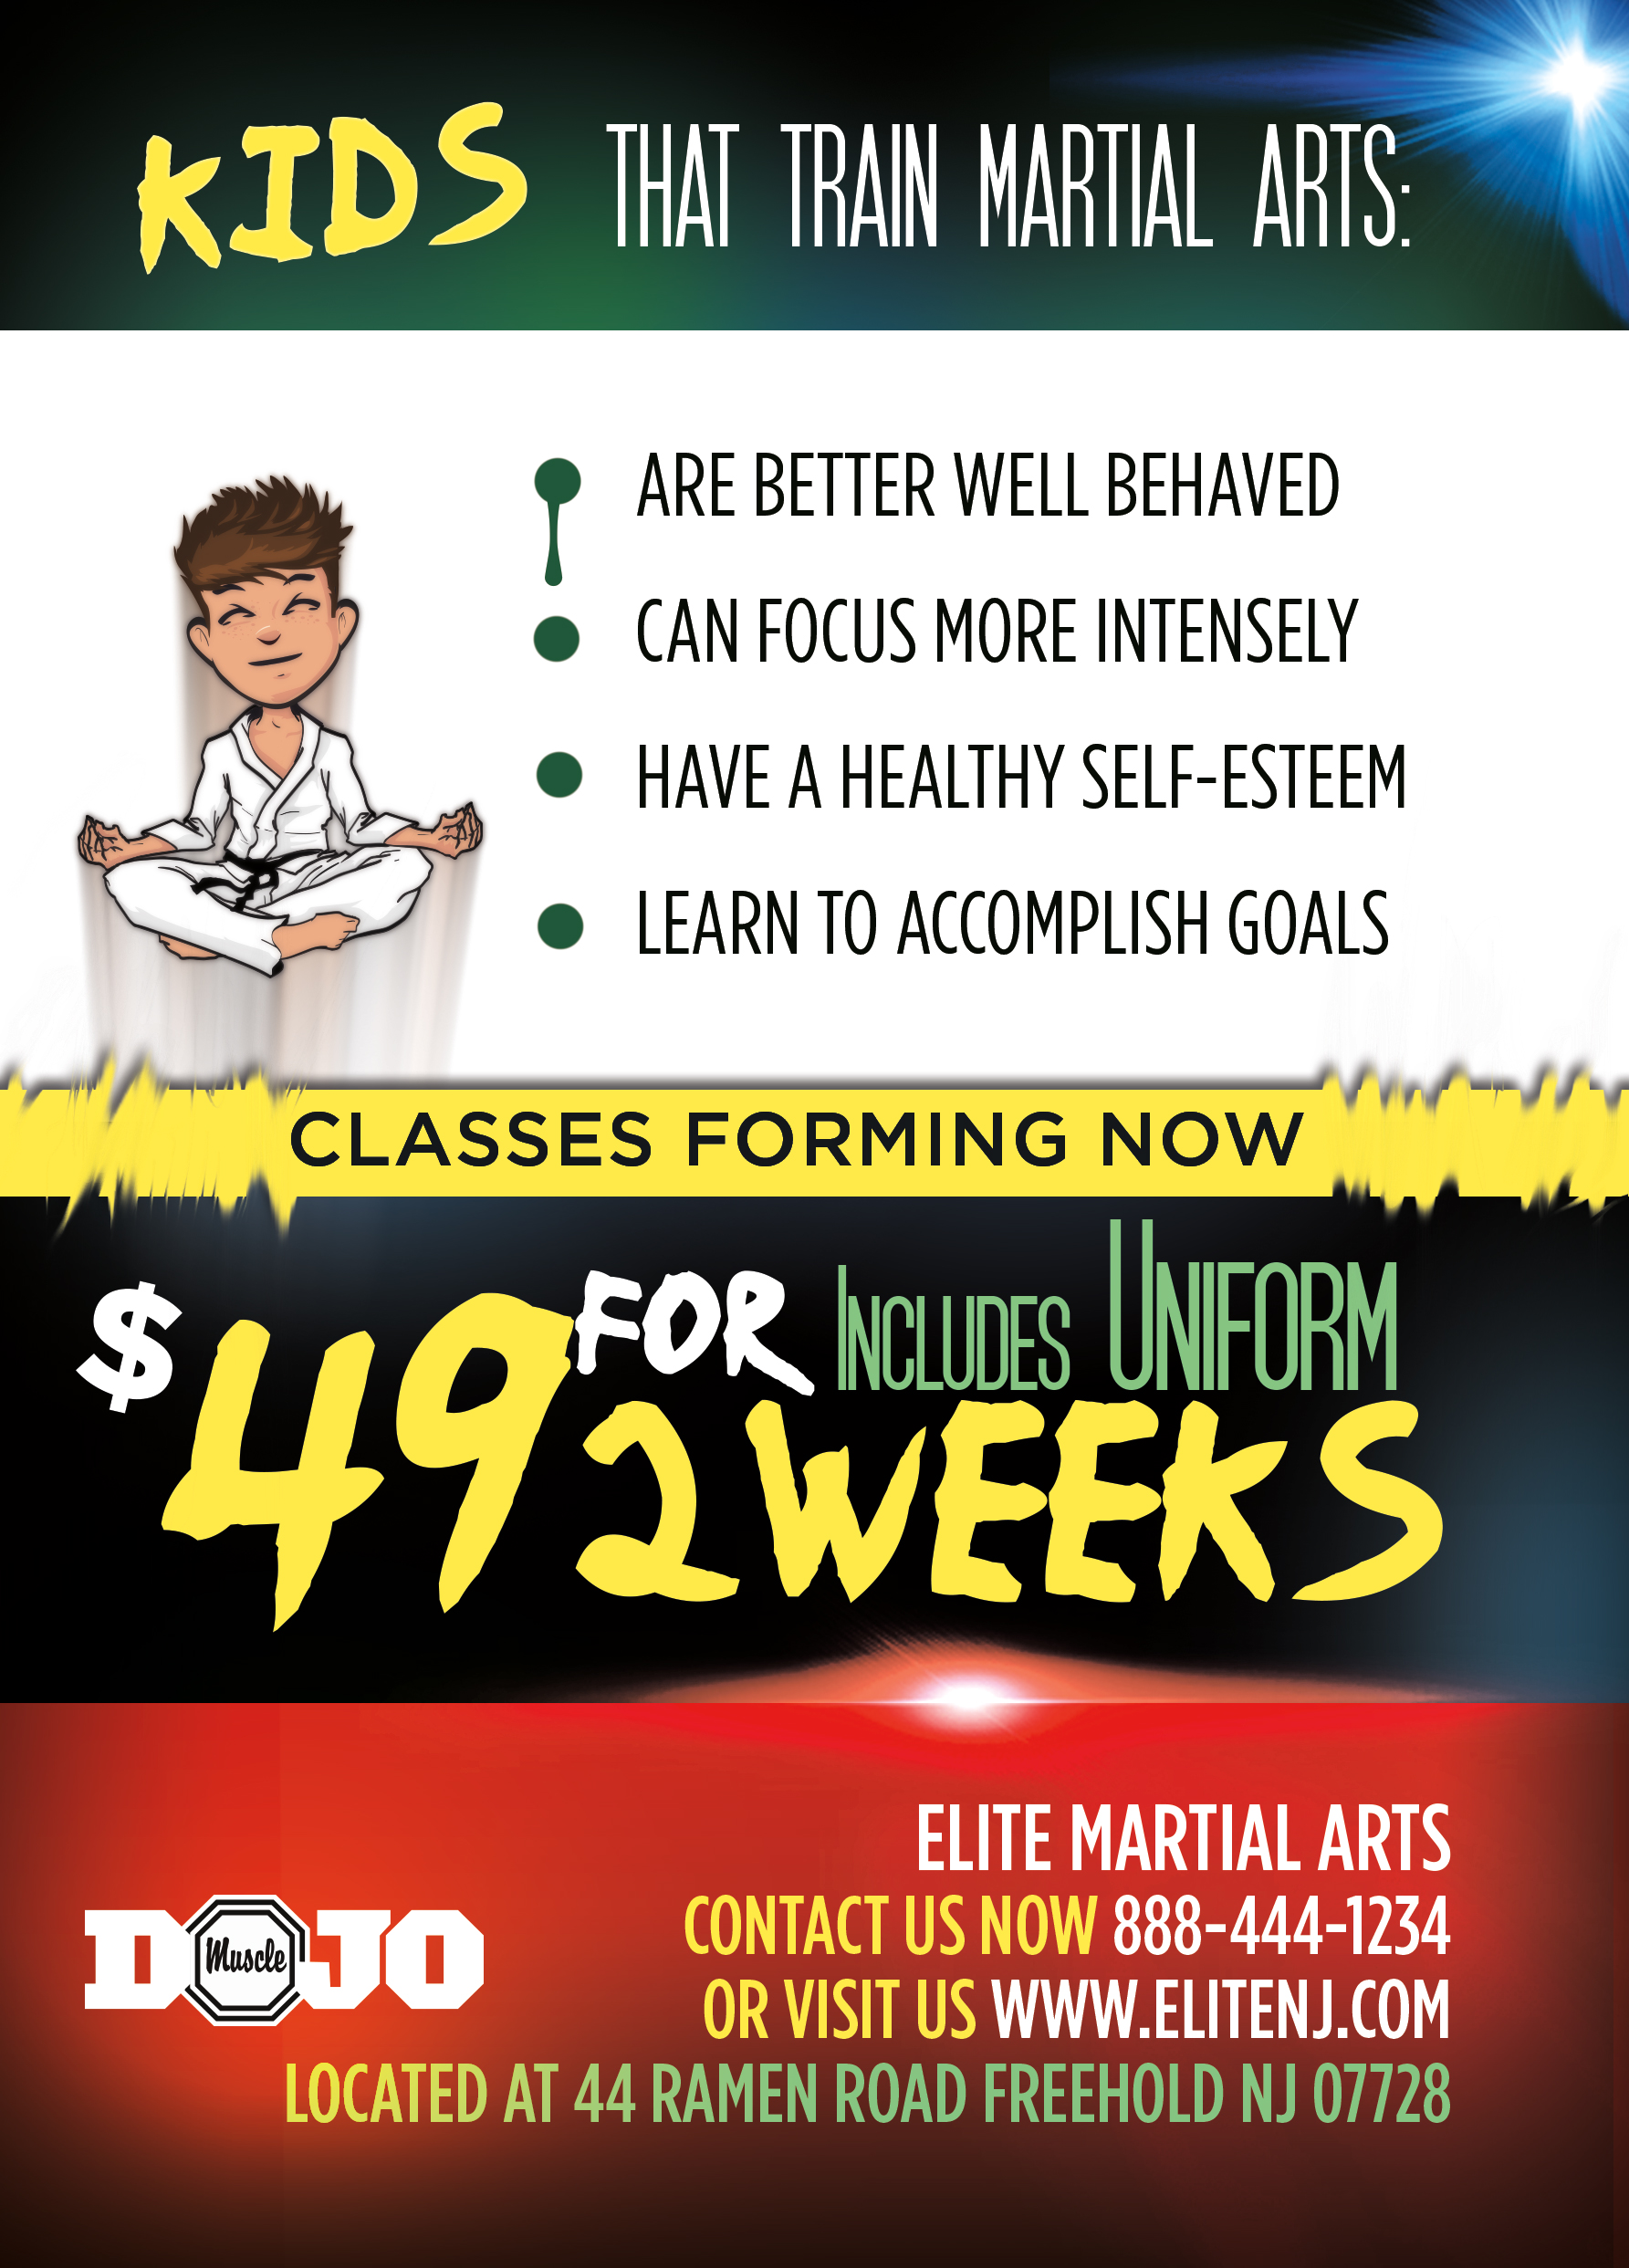 KIDS THAT TRAIN MARTIAL ARTS:
ARE BETTER WELL BEHAVED
CAN FOCUS MORE INTENSELY
HAVE A HEALTHY SELF-ESTEEM
LEARN TO ACCOMPLISH GOALS
CLASSES FORMING NOW
$49 FOR 2 WEEKS
INCLUDES UNIFORM
ELITE MARTIAL ARTS
CONTACT US NOW 888-444-1234
OR VISIT US WWW.ELITENJ.COM
DOJO
Muscle
LOCATED AT 44 RAMEN ROAD FREEHOLD NJ 07728